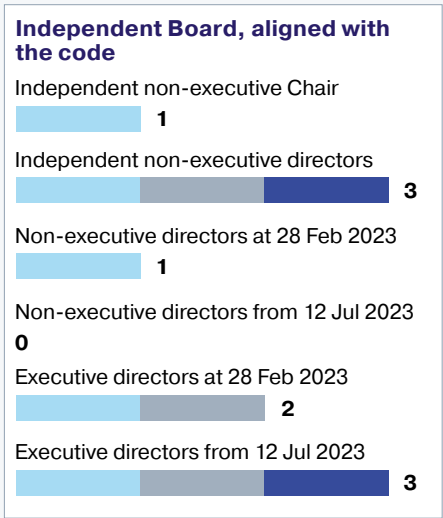 Independent Board, aligned with
the code
Independent non-executive Chair
1
Independent non-executive directors
3
Non-executive directors at 28 Feb 2023
1
Non-executive directors from 12 Jul 2023
0
Executive directors at 28 Feb 2023
2
Executive directors from 12 Jul 2023
3